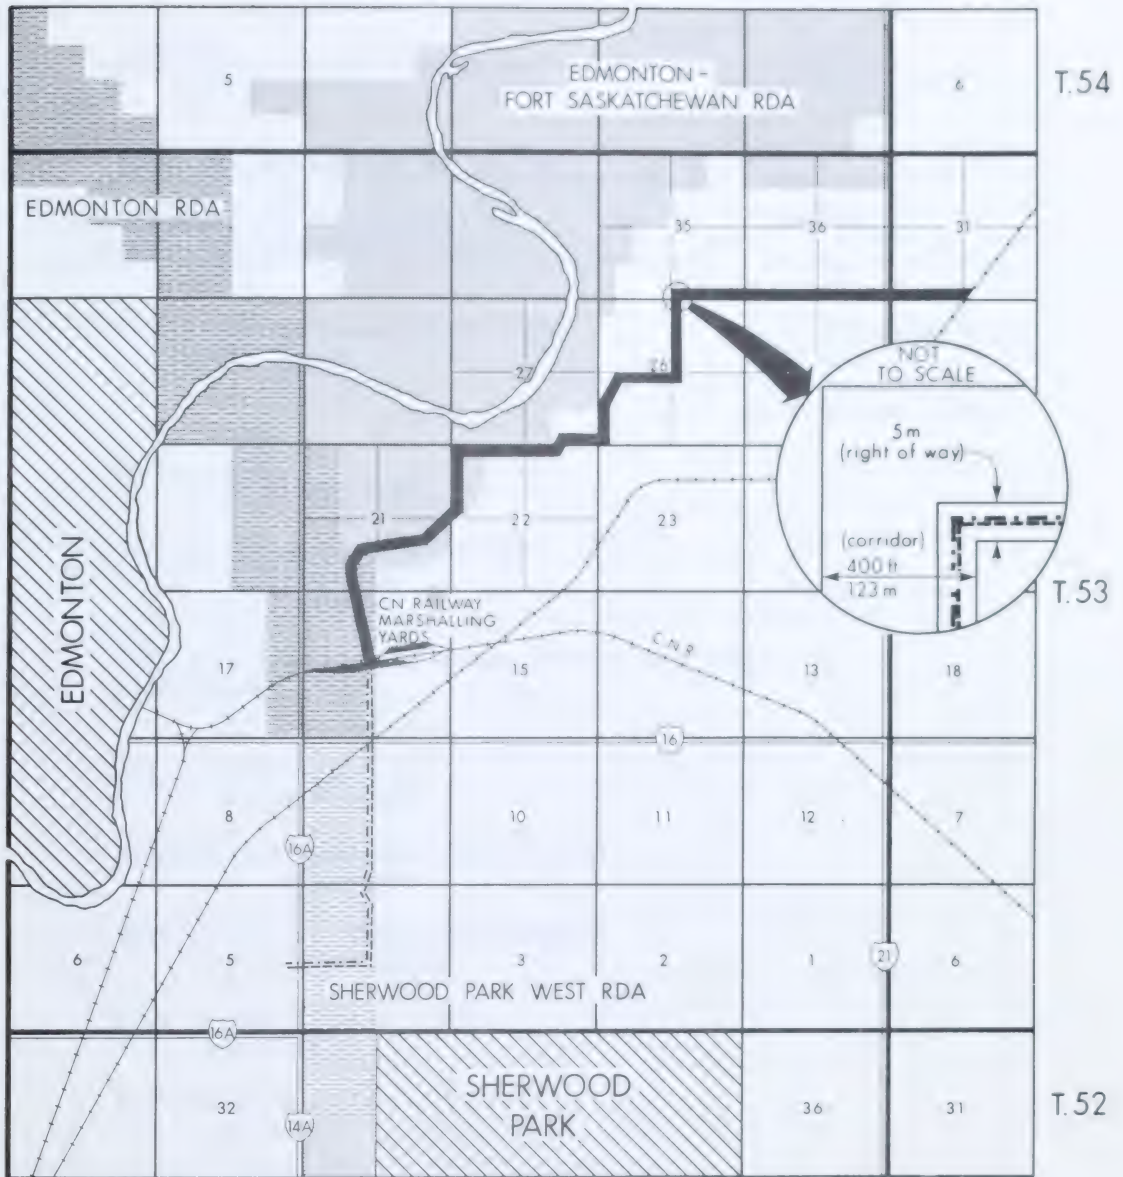 5
EDMONTON –
FORT SASKATCHEWAN RDA
6
T.54
EDMONTON RDA
35
36
31
27
26
NOT
TO SCALE
5 m
(right of way)
21
22
23
(corridor)
400 ft
123 m
T.53
EDMONTON
CN RAILWAY
MARSHALLING
YARDS
17
15
C.N.R.
13
18
16
8
16A
10
11
12
7
6
5
3
2
1
21
6
SHERWOOD PARK WEST RDA
16A
32
14A
SHERWOOD
PARK
36
31
T.52